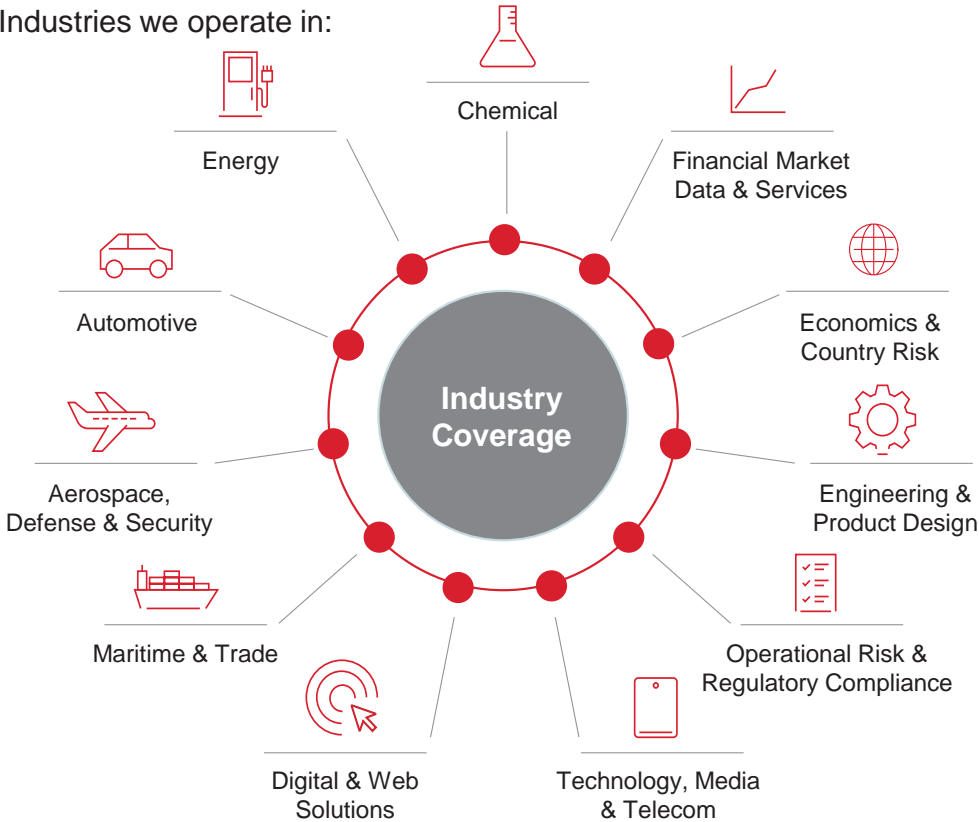 Industries we operate in:
Chemical
Energy
Financial Market
Data & Services
Automotive
Economics &
Country Risk
Industry
Coverage
Aerospace,
Defense & Security
Engineering &
Product Design
Maritime & Trade
Operational Risk &
Regulatory Compliance
Digital & Web
Solutions
Technology, Media
& Telecom